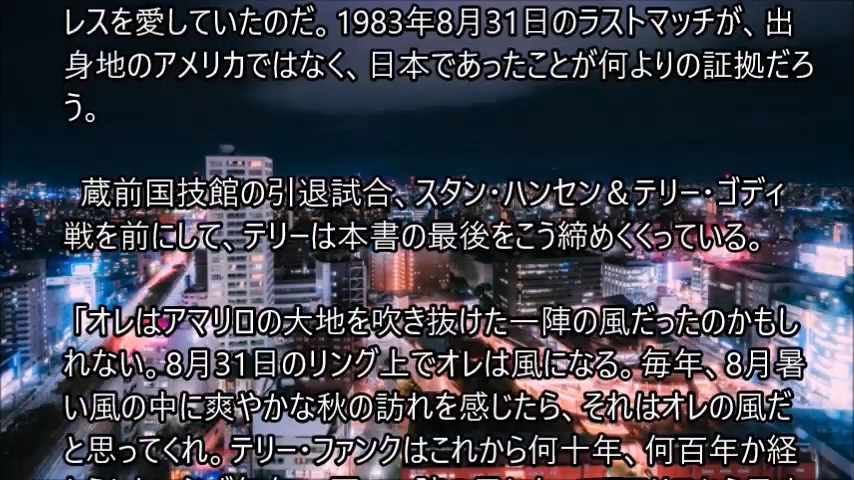 レスを愛していたのだ。1983年8月31日のラストマッチが、出
身地のアメリカではなく、日本であったことが何よりの証拠だろ
う。
蔵前国技館の引退試合、スタン・ハンセン＆テリー・ゴディ
戦を前にして、テリーは本書の最後をこう締めくくっている。
「オレはアマリロの大地を吹き抜けた一陣の風だったのかもし
れない。8月31日のリング上でオレは風になる。毎年、8月暑
い風の中に爽やかな秋の訪れを感じたら、それはオレの風だ
と思ってくれ。テリー・ファンクはこれから何十年、何百年か経